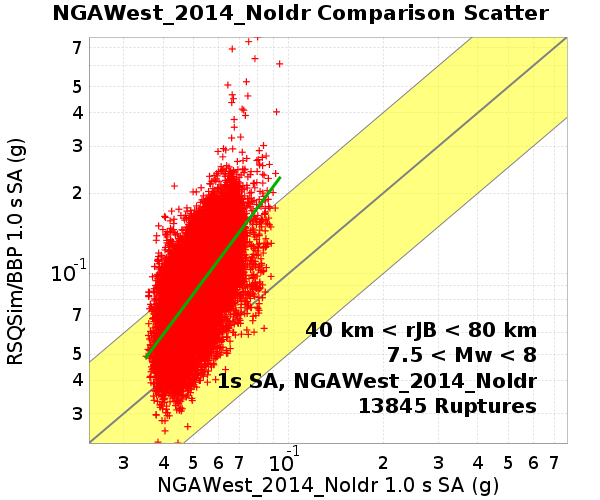 NGAWest_2014_NoIdr Comparison Scatter
RSQSim/BBP 1.0 s SA (g)
7
5
4
3
2
10-1
7
5
4
3
40 km < rJB < 80 km
7.5 < Mw < 8
1s SA, NGAWest_2014_NoIdr
13845 Ruptures
3 4 5 6 7 10-1 2 3 4 5 6 7
NGAWest_2014_NoIdr 1.0 s SA (g)